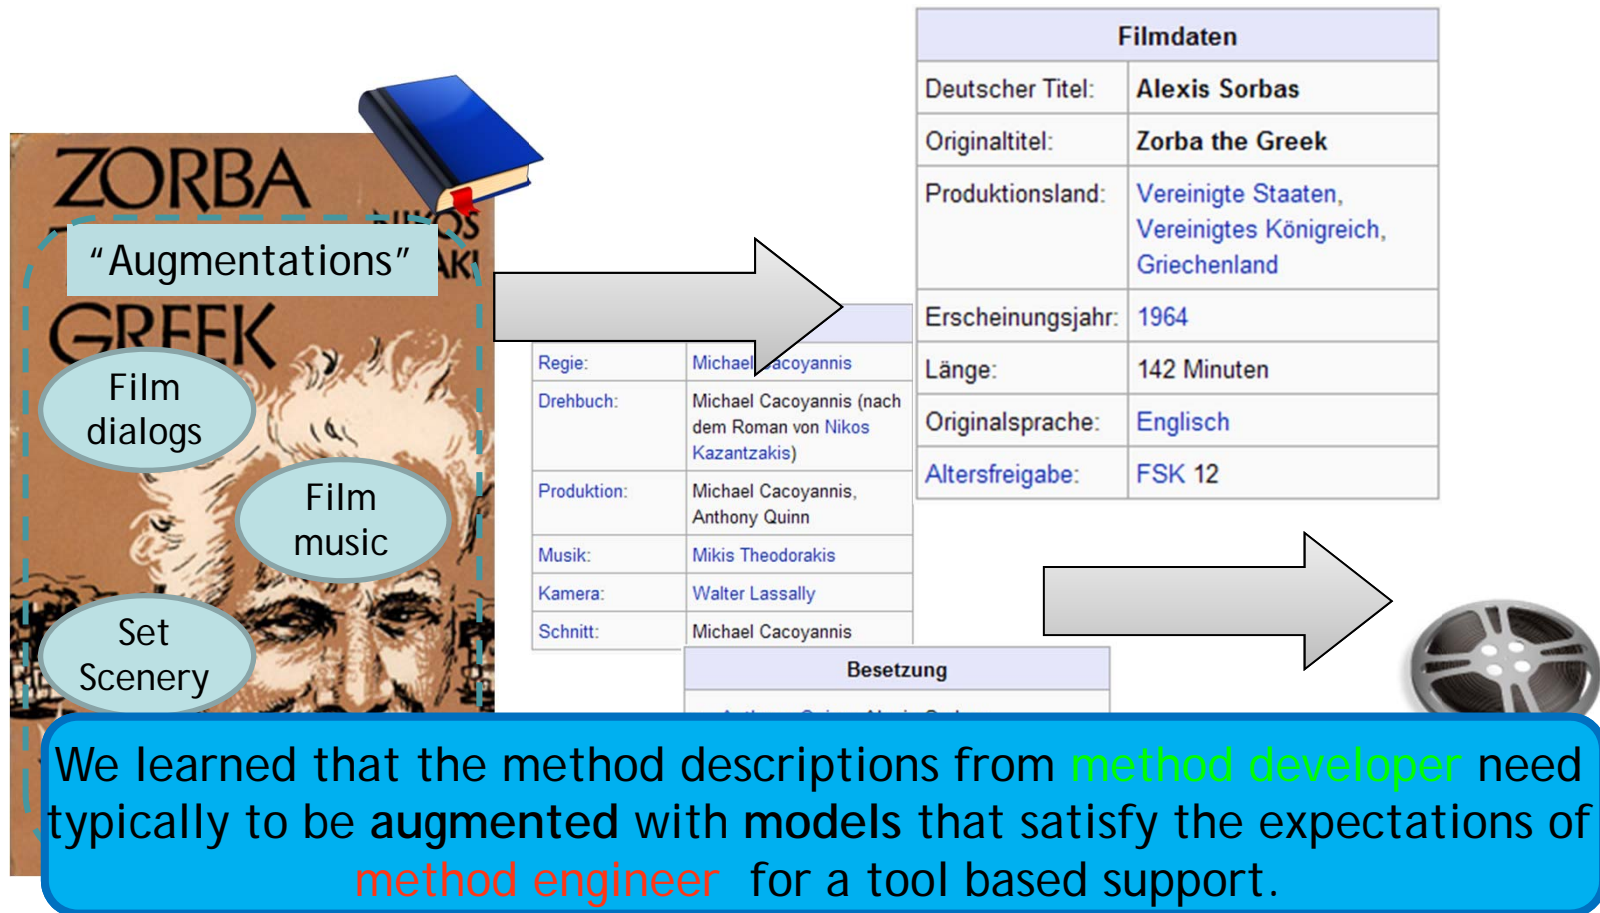 ZORBA
NIKOS
AKI
"Augmentations"
GREEK
Film
dialogs
Film
music
Set
Scenery
Regie: Michael Cacoyannis
Drehbuch: Michael Cacoyannis (nach
dem Roman von Nikos
Kazantzakis)
Produktion: Michael Cacoyannis,
Anthony Quinn
Musik: Mikis Theodorakis
Kamera: Walter Lassally
Schnitt: Michael Cacoyannis
Besetzung
Filmdaten
Deutscher Titel: Alexis Sorbas
Originaltitel: Zorba the Greek
Produktionsland: Vereinigte Staaten,
Vereinigtes Königreich,
Griechenland
Erscheinungsjahr: 1964
Länge: 142 Minuten
Originalsprache: Englisch
Altersfreigabe: FSK 12
We learned that the method descriptions from method developer need
typically to be augmented with models that satisfy the expectations of
method engineer for a tool based support.